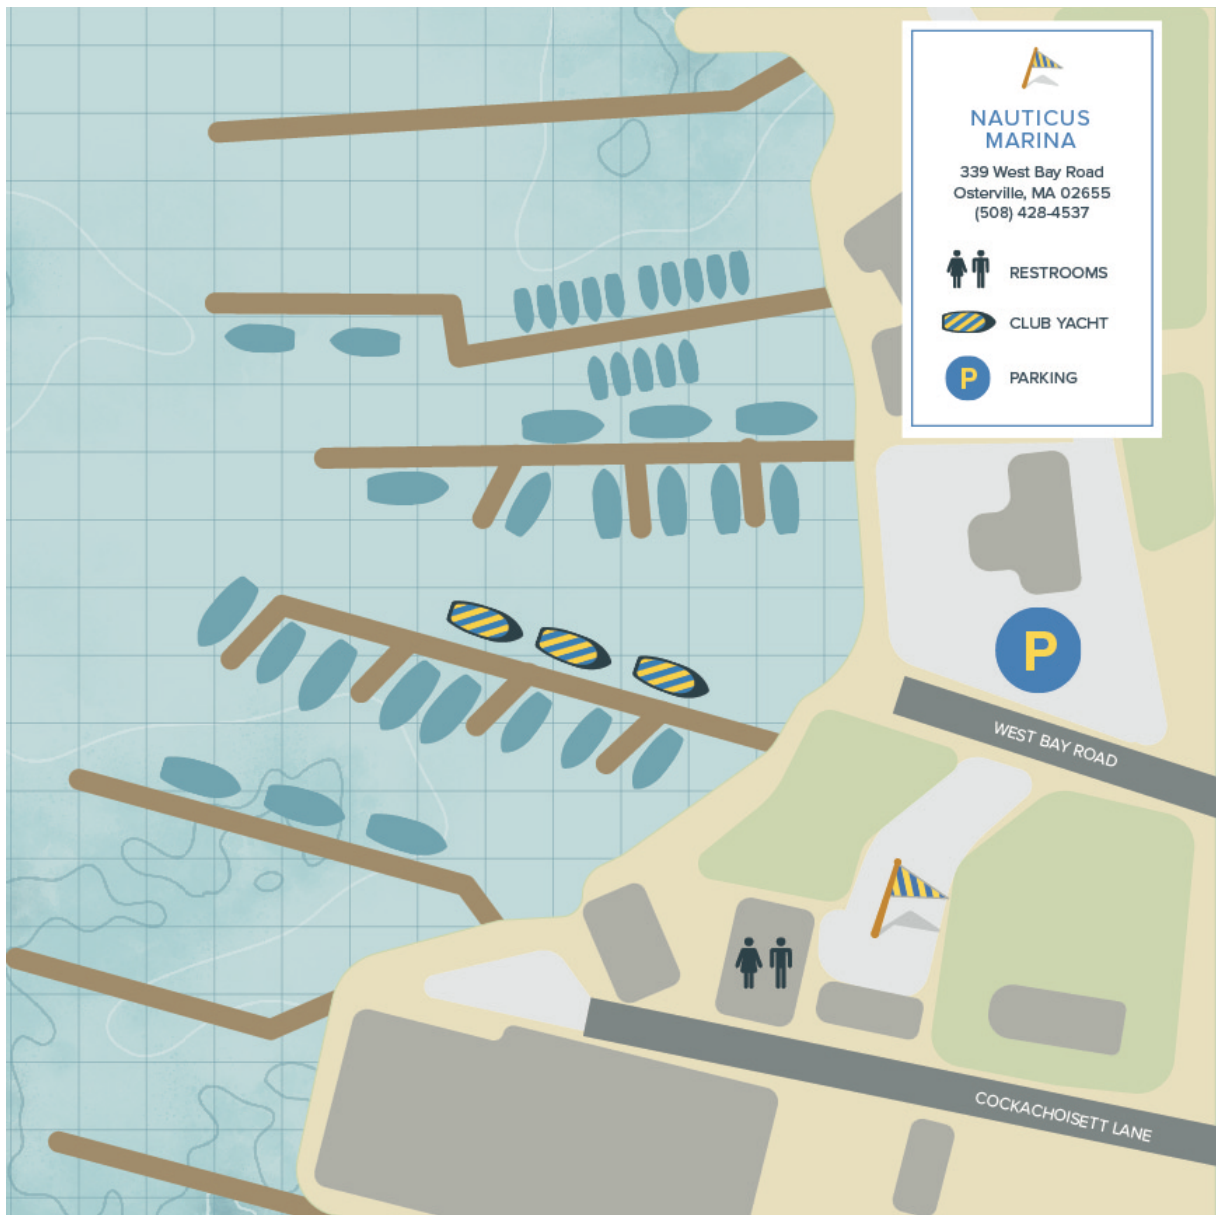 NAUTICUS
MARINA
339 West Bay Road
Osterville, MA 02655
(508) 428-4537
RESTROOMS
CLUB YACHT
P
PARKING
P
WEST BAY ROAD
COCKACHOISETT LANE